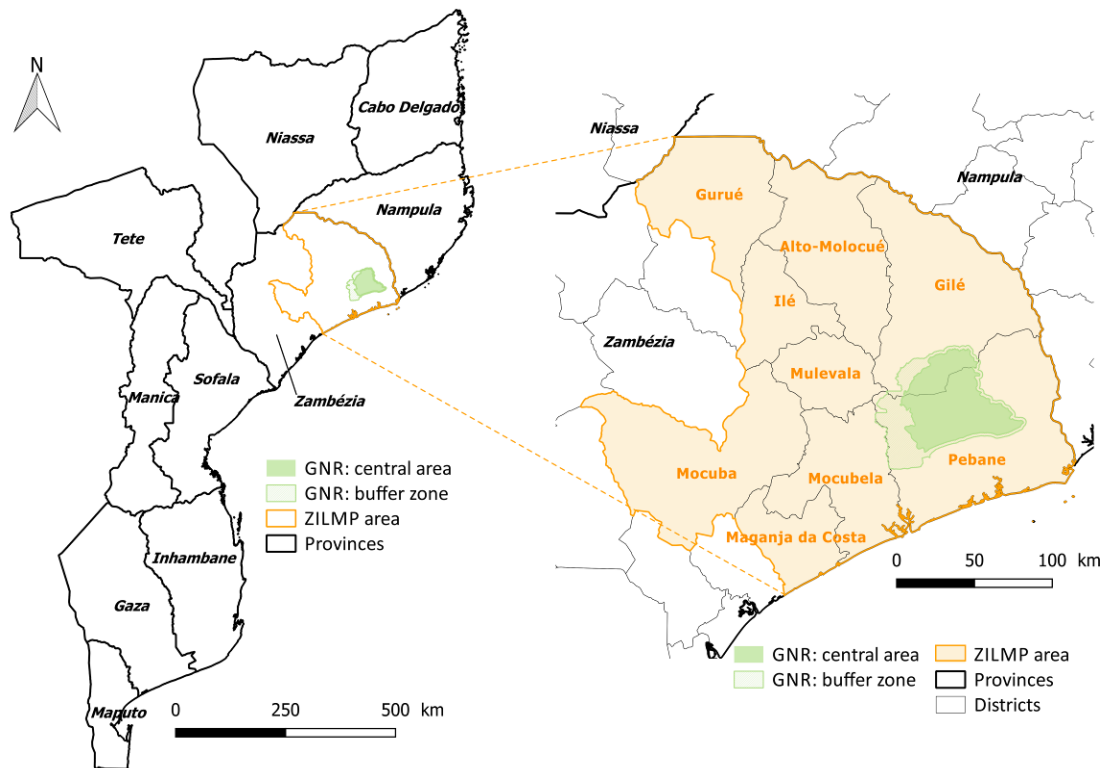 N
Cabo Delgado
Niassa
Nampula
Tete
Sofala
Manica
Zambézia
Inhambane
Gaza
Maputo
GNR: central area
GNR: buffer zone
ZILMP area
Provinces
0 250 500 km
Niassa
Nampula
Gurué
Alto-Molocué
Gilé
Ilé
Zambézia
Mulevala
Mocuba
Mocubela
Pebane
Maganja da Costa
0 50 100 km
GNR: central area
GNR: buffer zone
ZILMP area
Provinces
Districts